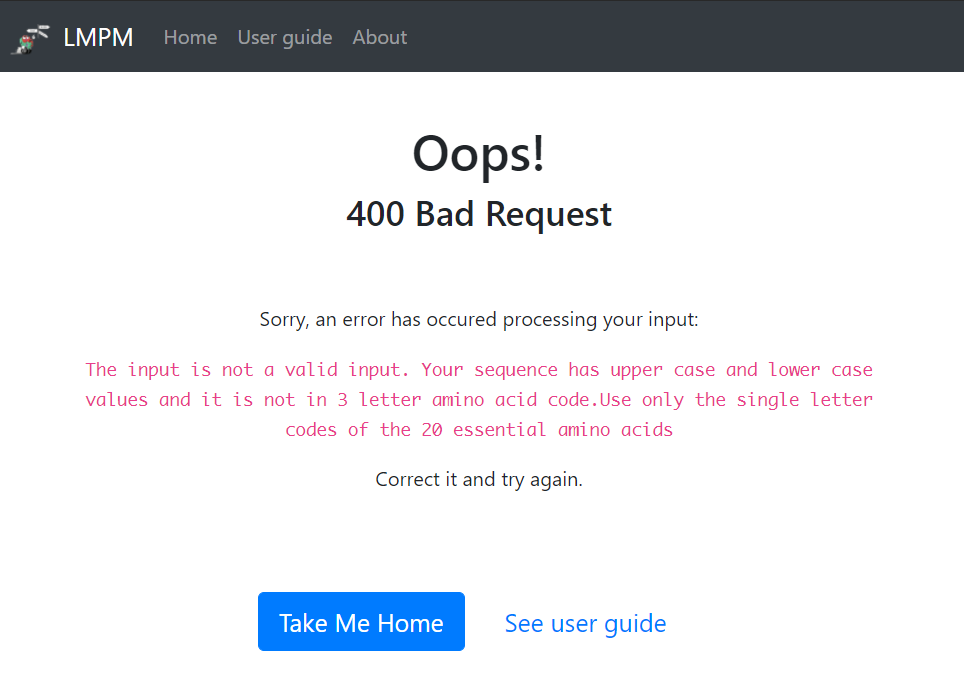 LMPM Home User guide About
Oops!
400 Bad Request
Sorry, an error has occured processing your input:
The input is not a valid input. Your sequence has upper case and lower case
values and it is not in 3 letter amino acid code.Use only the single letter
codes of the 20 essential amino acids
Correct it and try again.
Take Me Home See user guide